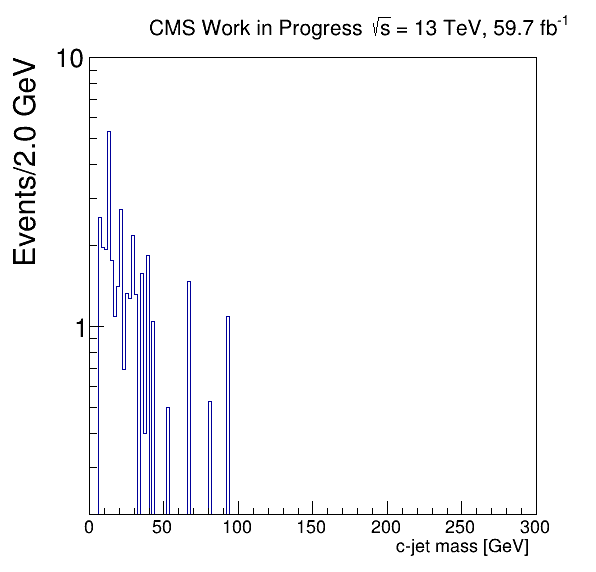 CMS Work in Progress √s = 13 TeV, 59.7 fb⁻¹
Events/2.0 GeV
10
1
0 50 100 150 200 250 300
c-jet mass [GeV]